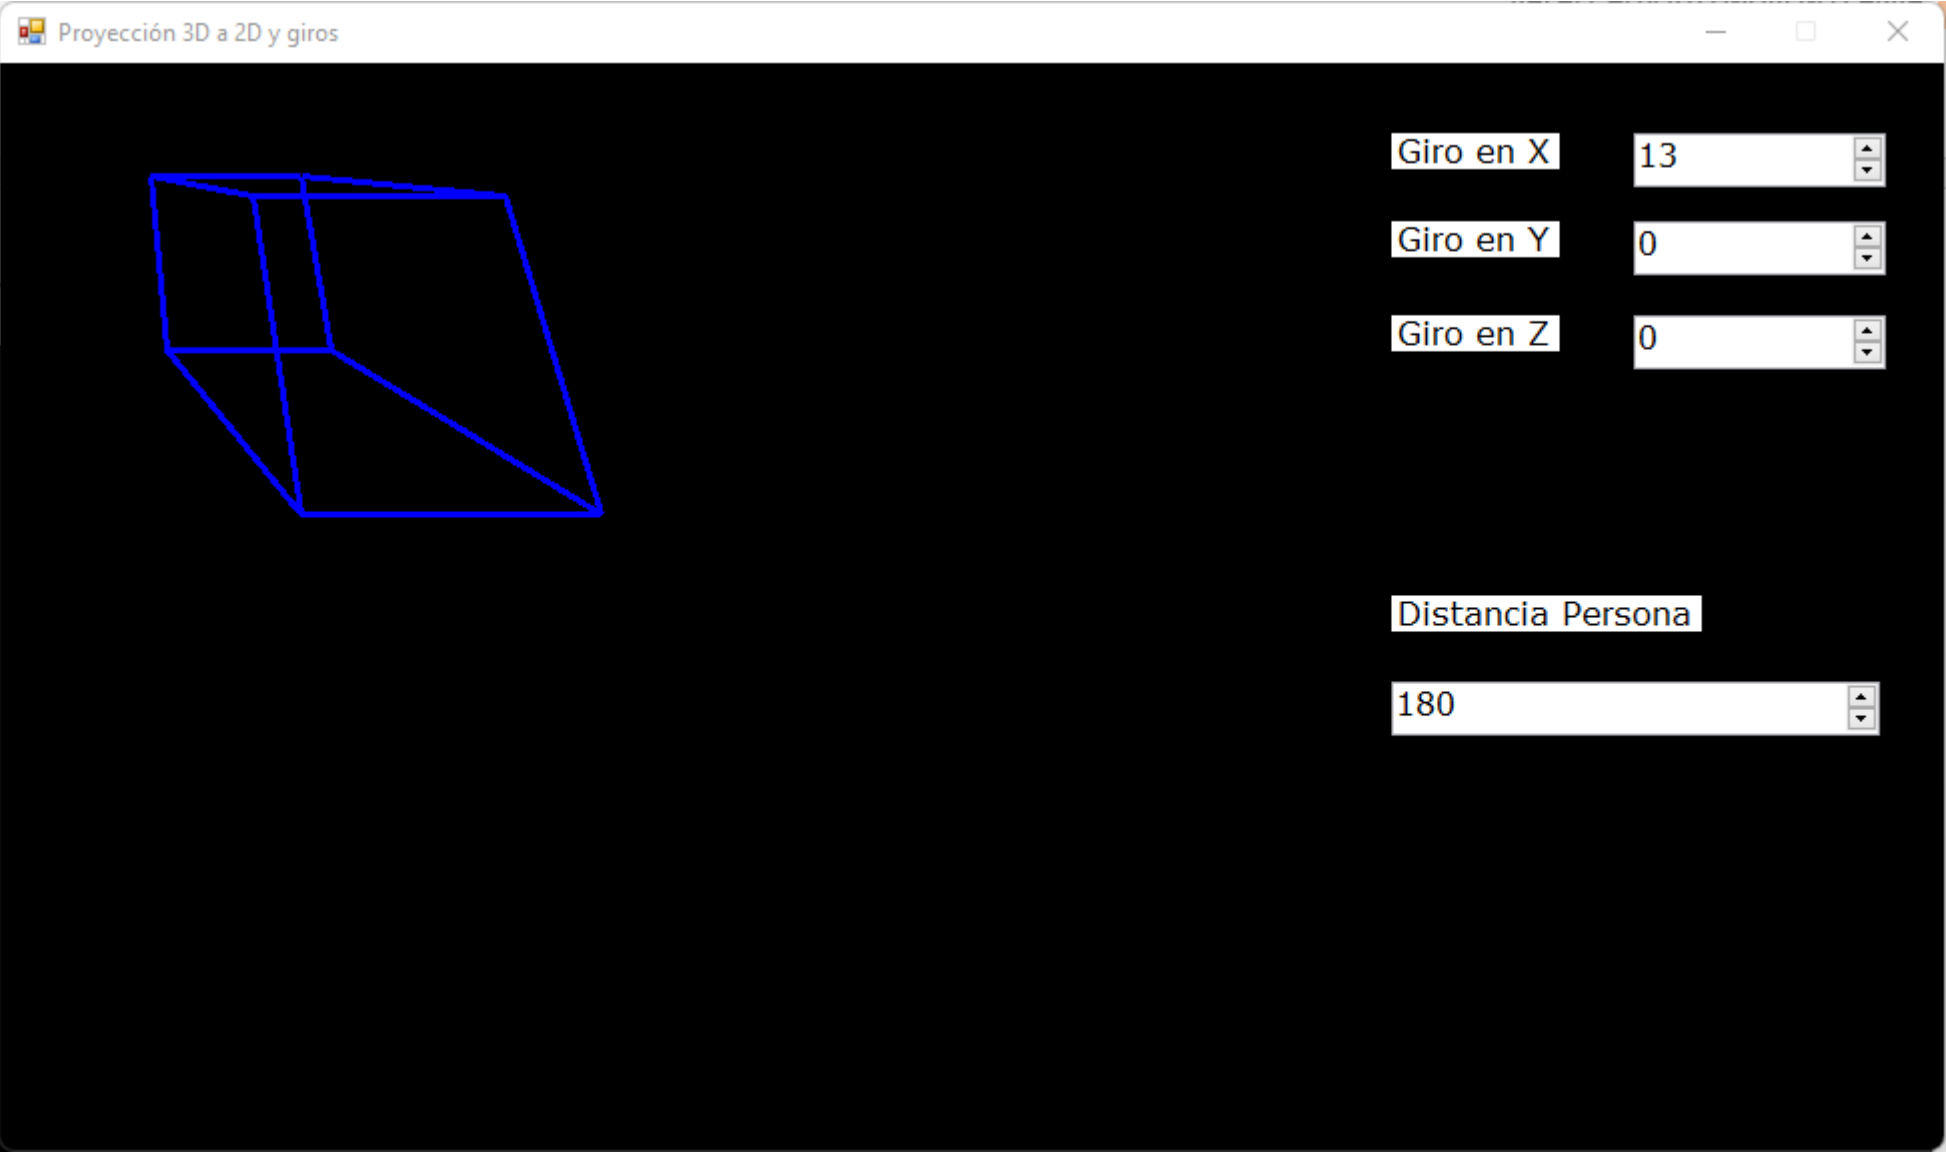 Proyección 3D a 2D y giros
Giro en X 13
Giro en Y 0
Giro en Z 0
Distancia Persona
180